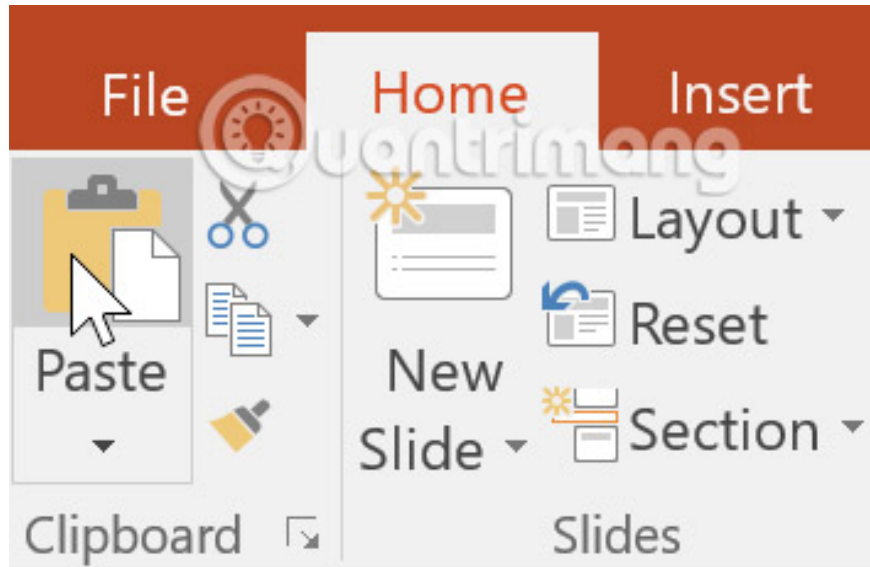 File Home Insert
Quantrimang
Layout
Reset
Paste
New
Slide
Section
Clipboard Slides